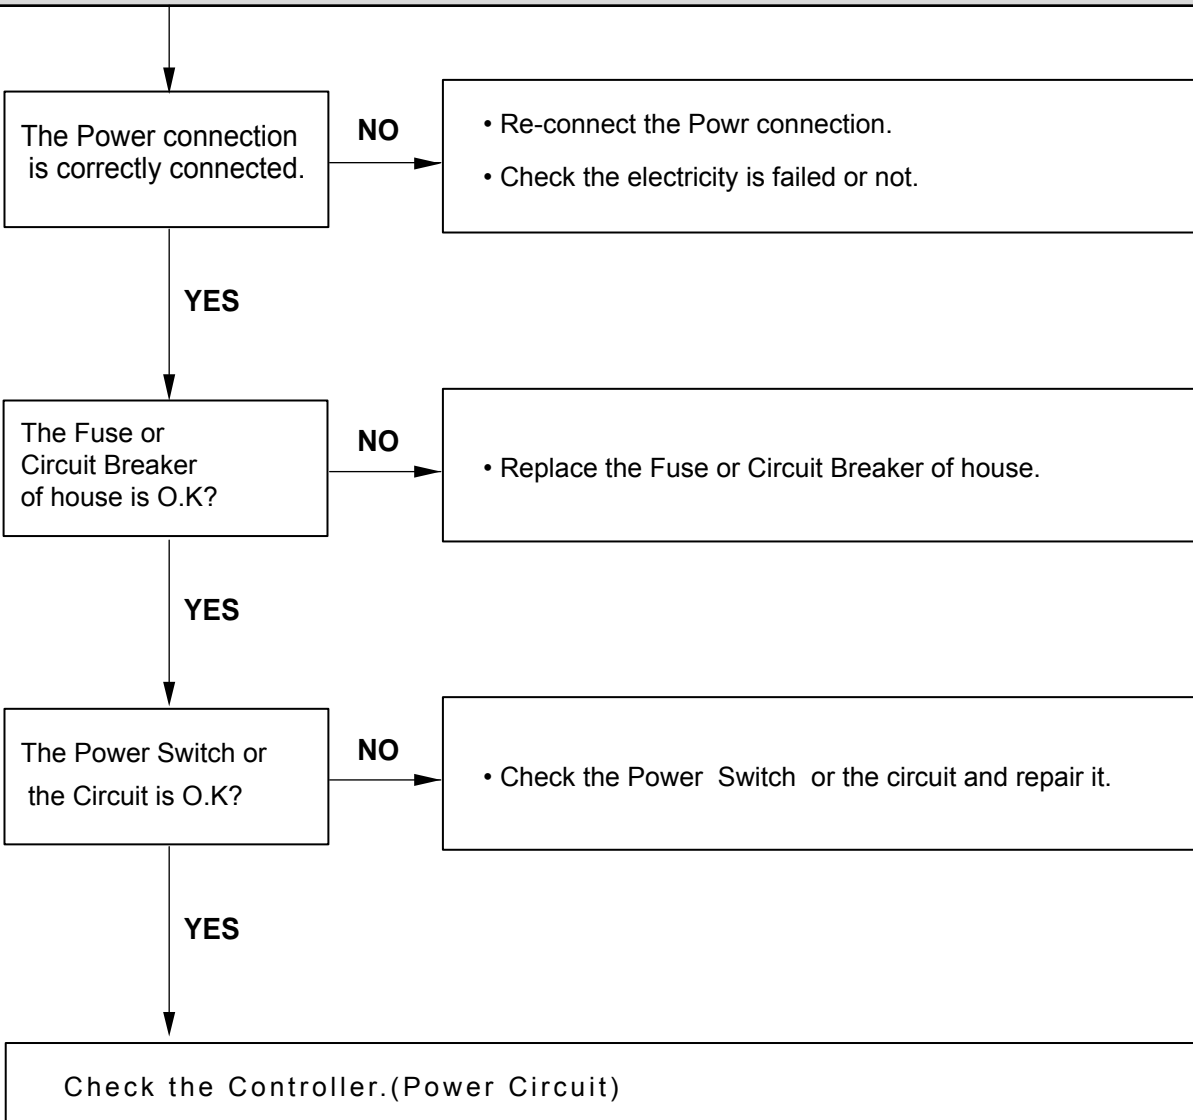 The Power connection
is correctly connected.
NO
• Re-connect the Powr connection.
• Check the electricity is failed or not.
YES
The Fuse or
Circuit Breaker
of house is O.K?
NO
• Replace the Fuse or Circuit Breaker of house.
YES
The Power Switch or
the Circuit is O.K?
NO
• Check the Power Switch or the circuit and repair it.
YES
Check the Controller.(Power Circuit)